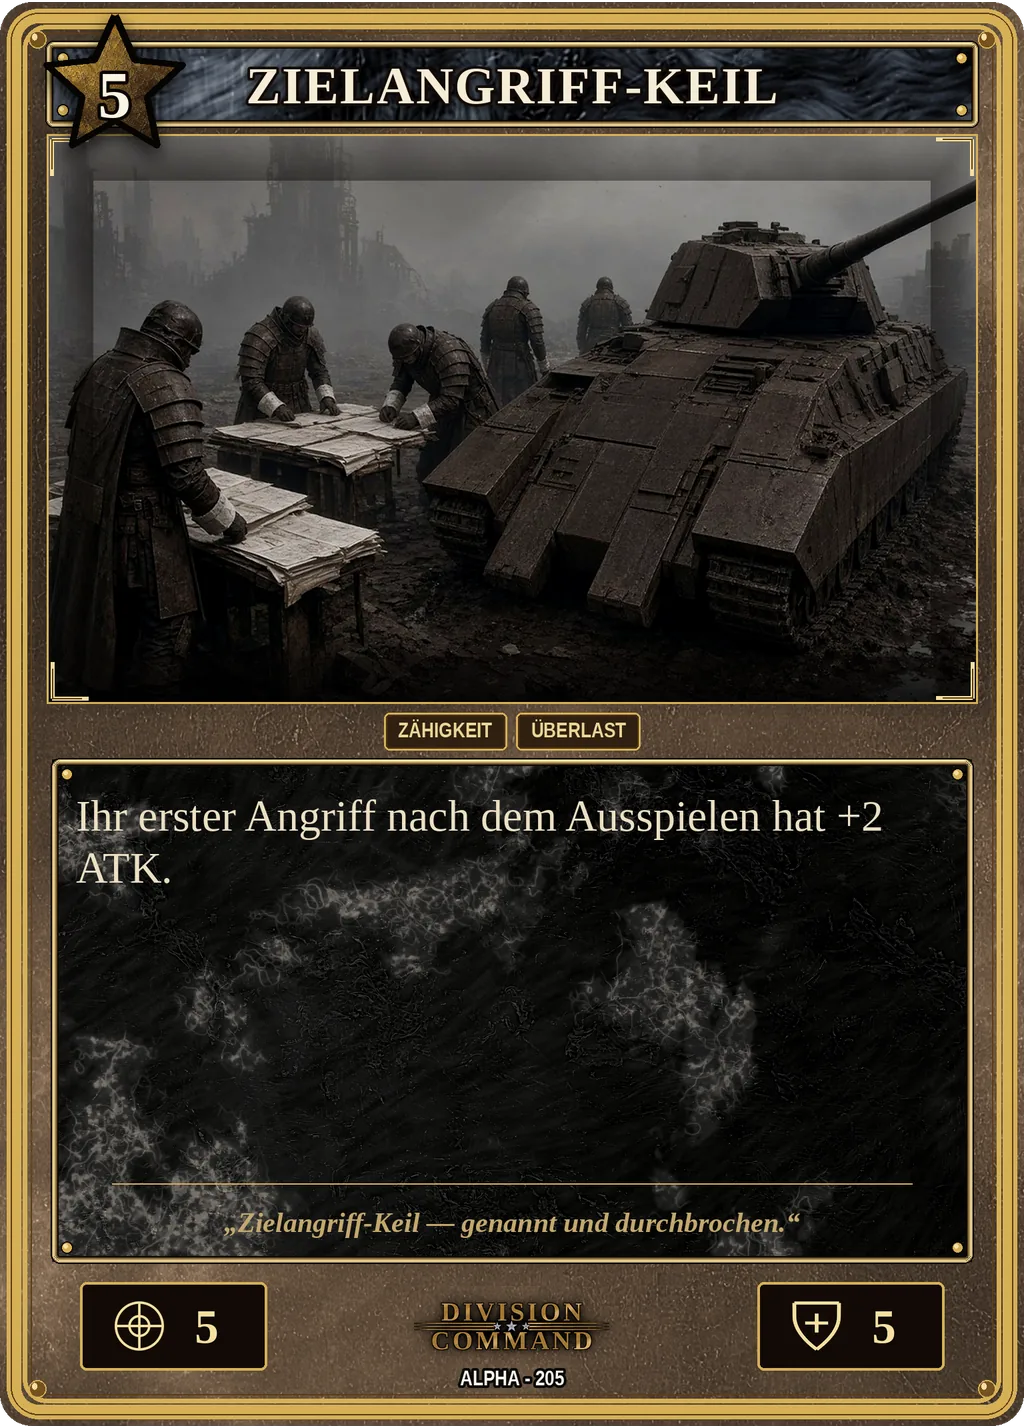 5
ZIELANGRIFF-KEIL
ZÄHIGKEIT ÜBERLAST
Ihr erster Angriff nach dem Ausspielen hat +2
ATK.
„Zielangriff-Keil — genannt und durchbrochen.“
5
DIVISION
COMMAND
ALPHA - 205
5